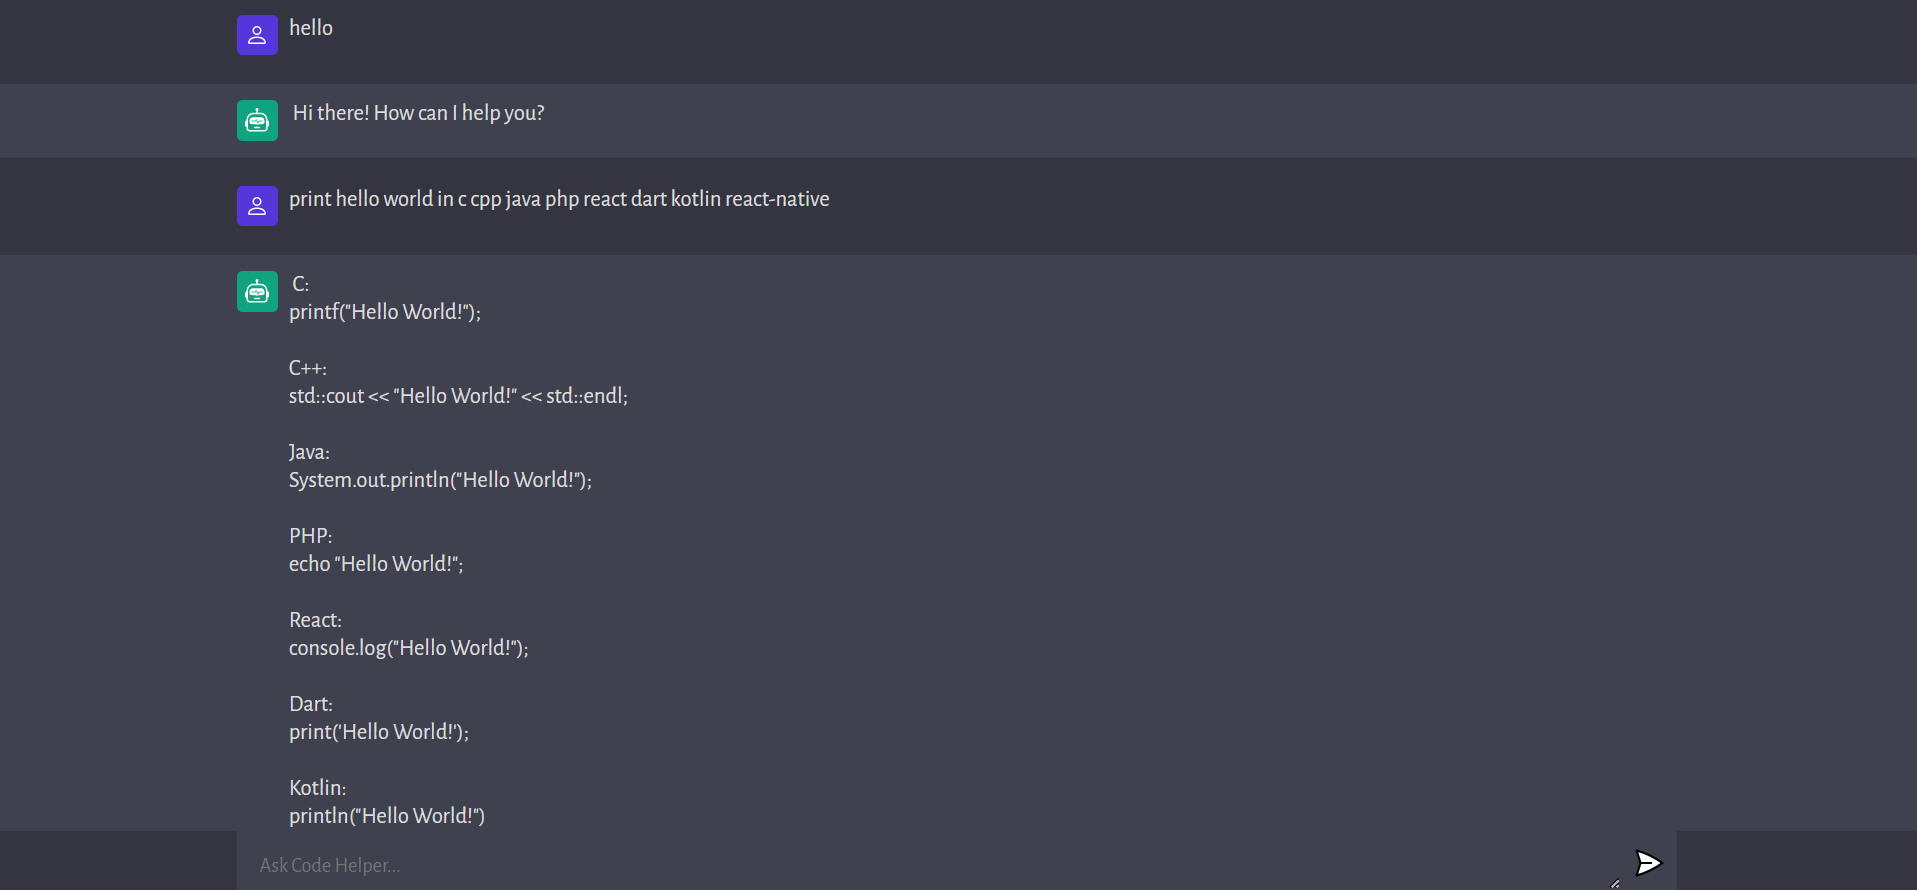 hello
Hi there! How can I help you?
print hello world in c cpp java php react dart kotlin react-native
C:
printf("Hello World!");
C++:
std::cout << "Hello World!" << std::endl;
Java:
System.out.println("Hello World!");
PHP:
echo "Hello World!";
React:
console.log("Hello World!");
Dart:
print('Hello World!');
Kotlin:
println("Hello World!")
Ask Code Helper...